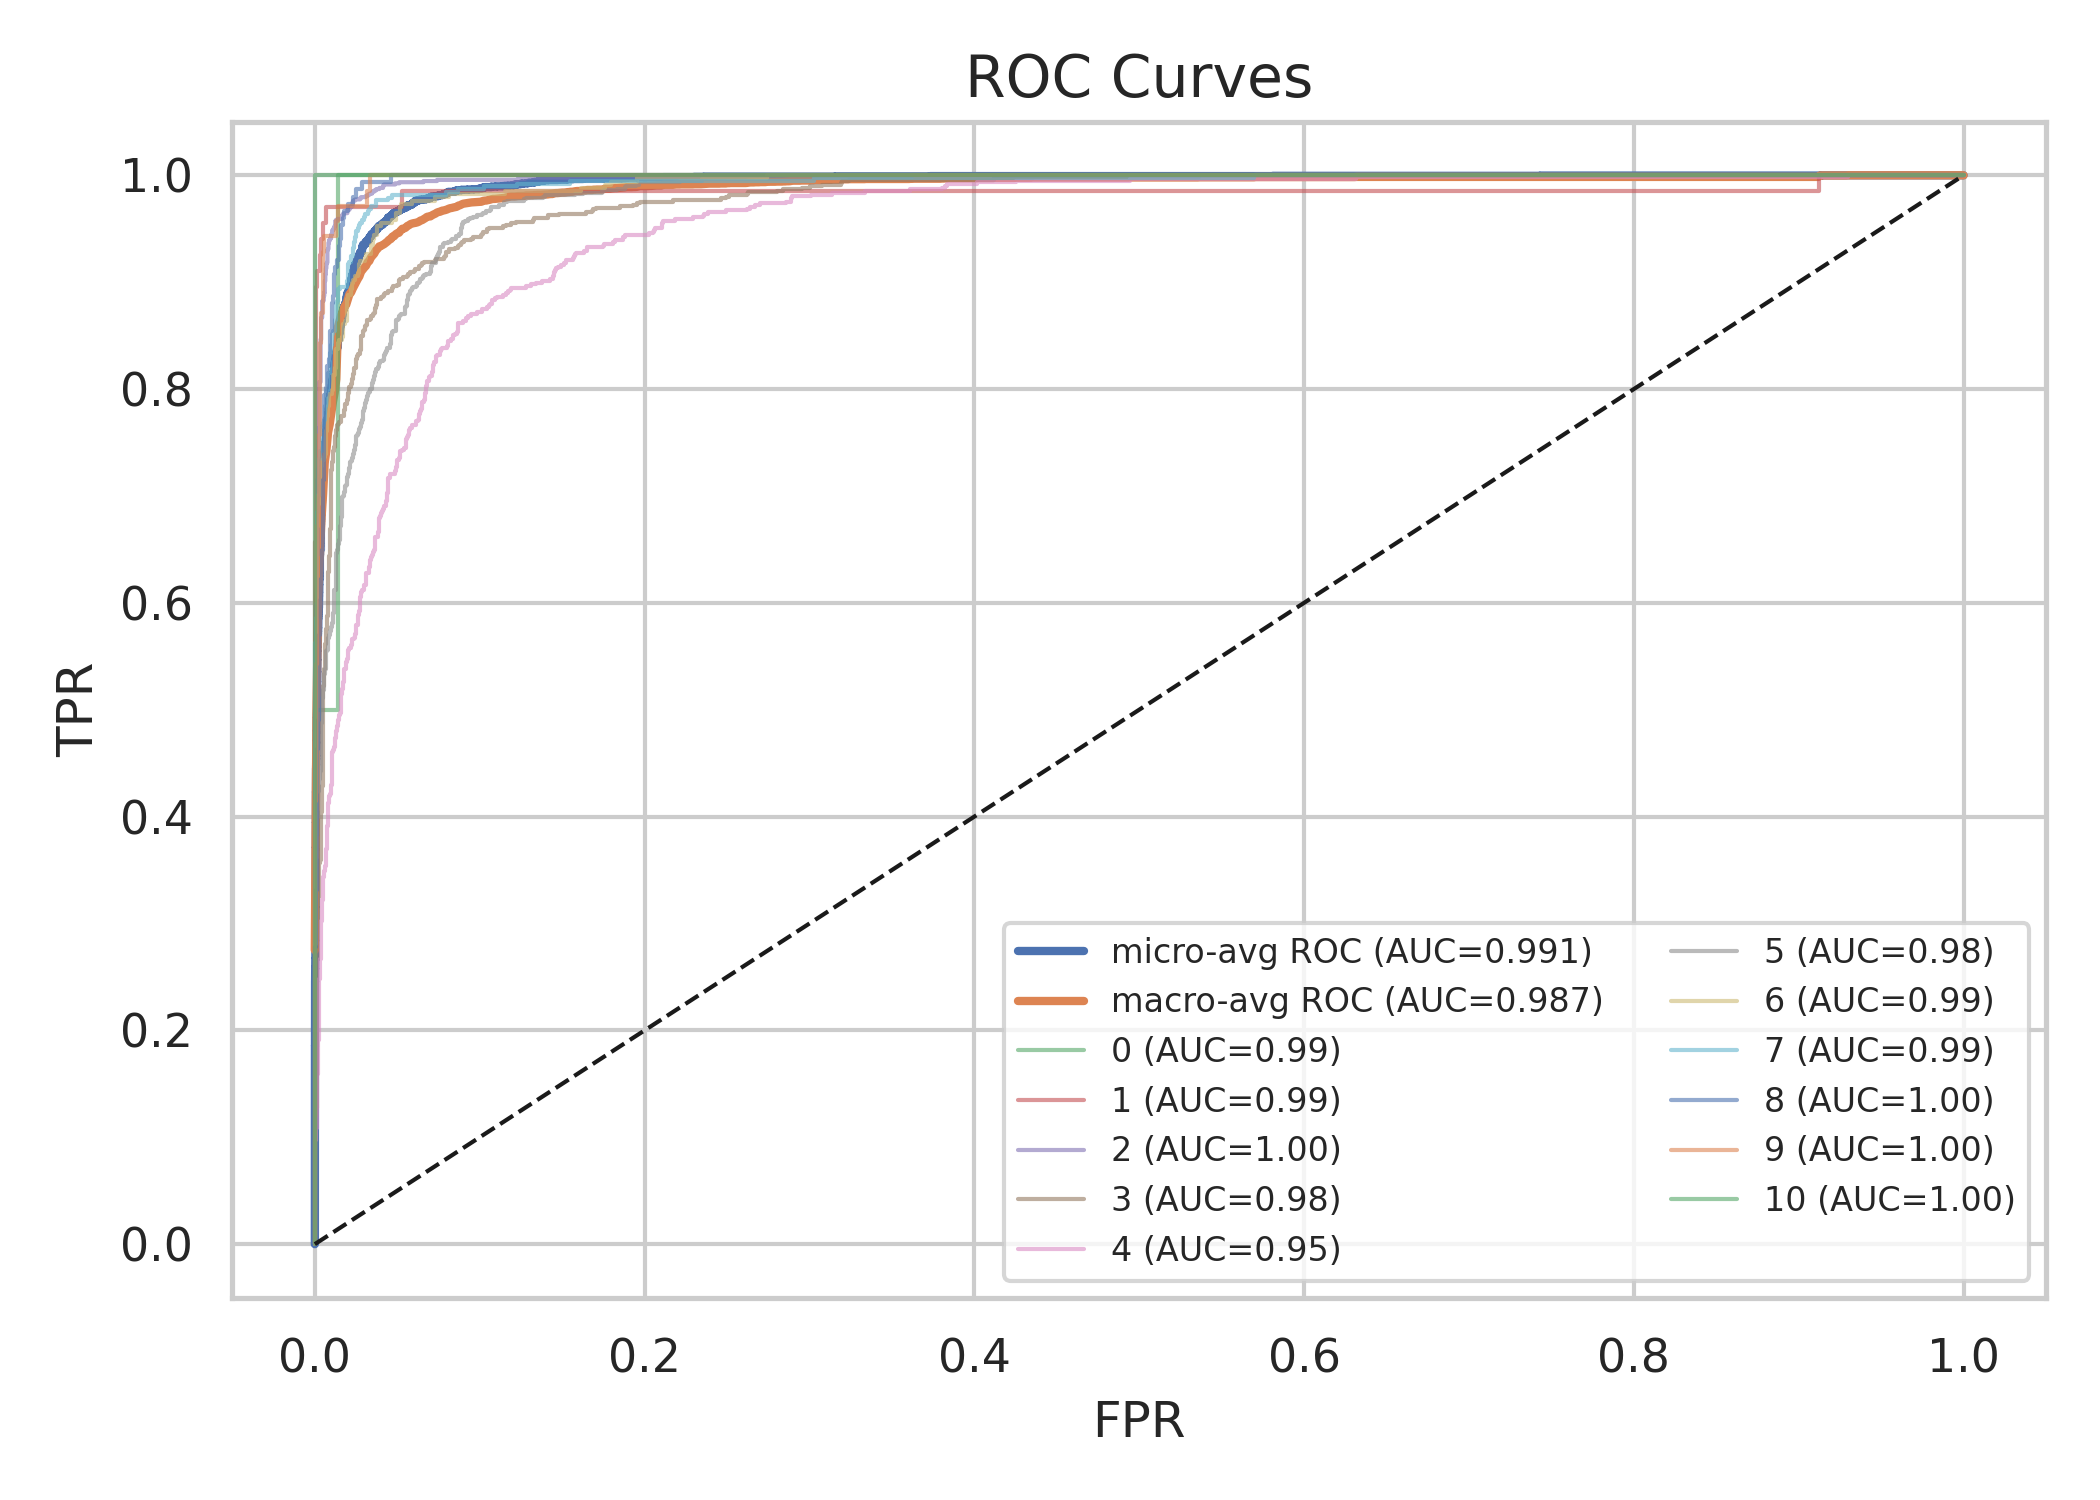 ROC Curves
1.0
0.8
0.6
0.4
0.2
0.0
TPR
0.0 0.2 0.4 0.6 0.8 1.0
FPR
micro-avg ROC (AUC=0.991)
macro-avg ROC (AUC=0.987)
0 (AUC=0.99)
1 (AUC=0.99)
2 (AUC=1.00)
3 (AUC=0.98)
4 (AUC=0.95)
5 (AUC=0.98)
6 (AUC=0.99)
7 (AUC=0.99)
8 (AUC=1.00)
9 (AUC=1.00)
10 (AUC=1.00)